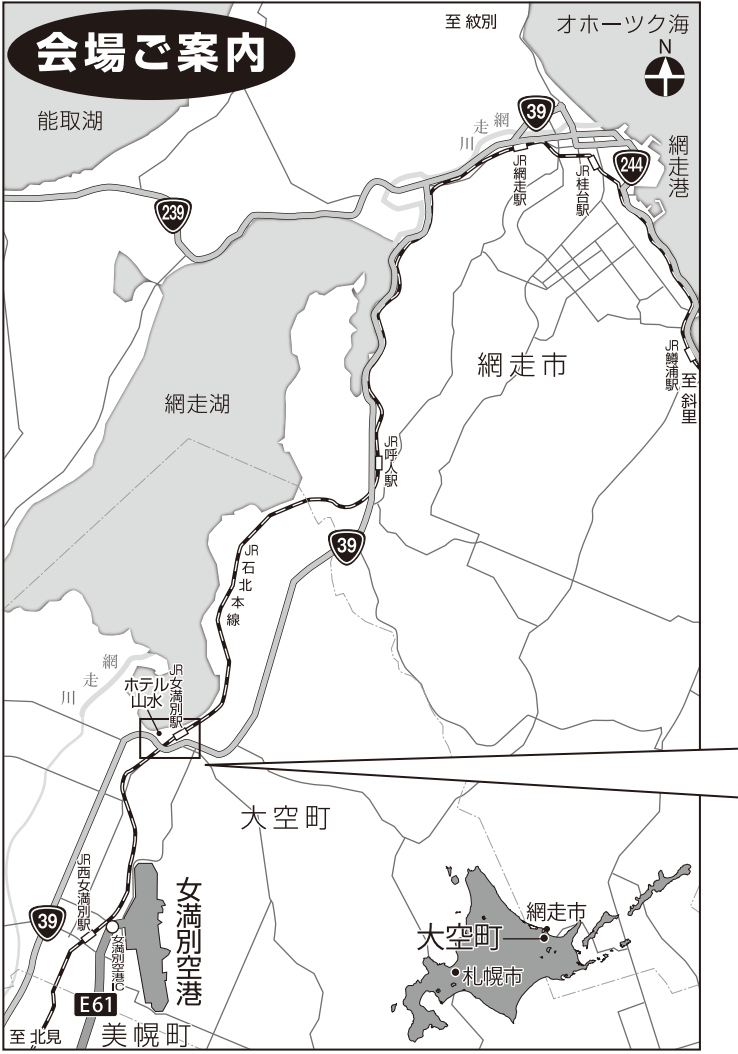 会場ご案内
至 紋別
オホーツク海
N
能取湖
網走川
39
網走港
244
JR網走駅
JR桂台駅
239
網走市
JR鱒浦駅
至 斜里
網走湖
JR呼人駅
39
JR石北本線
網走川
ホテル
山水
JR女満別駅
大空町
JR西女満別駅
女満別空港
39
女満別空港IC
E61
至 北見
美幌町
網走市
大空町
札幌市